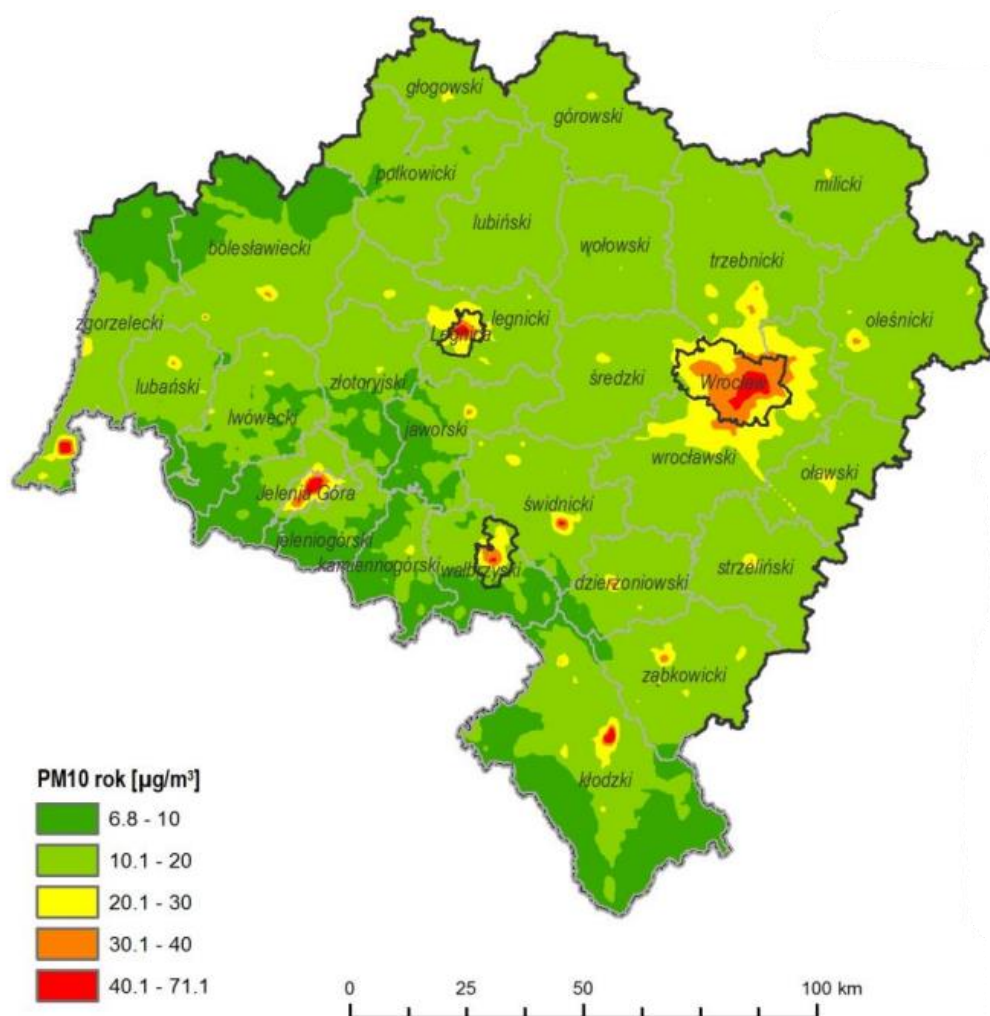 głogowski
górowski
polkowicki
milicki
lubiński
bolesławiecki
wołowski
trzebnicki
zgorzelecki
legnicki
Legnica
oleśnicki
lubański
złotoryjski
średzki
Wrocław
lwówecki
jaworski
wrocławski
oławski
Jelenia Góra
świdnicki
jeleniogórski
kamiennogórski
wałbrzyski
dzierżoniowski
strzeliński
ząbkowicki
kłodzki
PM10 rok [µg/m³]
6.8 - 10
10.1 - 20
20.1 - 30
30.1 - 40
40.1 - 71.1
0 25 50 100 km